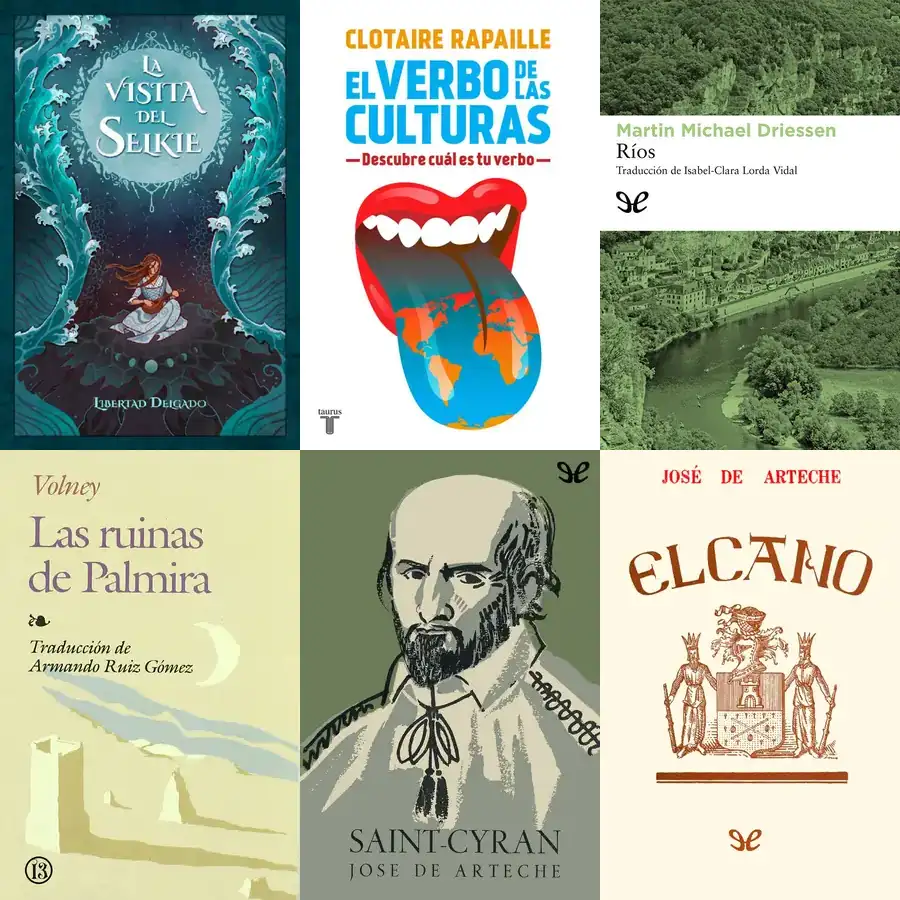 LA
VISITA
DEL
SELKIE
LIBERTAD DELGADO
CLOTAIRE RAPAILLE
EL VERBO DE LAS
CULTURAS
—Descubre cuál es tu verbo—
taurus
T
Martin Michael Driessen
Ríos
Traducción de Isabel-Clara Lorda Vidal
Volney
Las ruinas
de Palmira
Traducción de
Armando Ruiz Gómez
13
SAINT-CYRAN
JOSE DE ARTECHE
JOSÉ DE ARTECHE
ELCANO